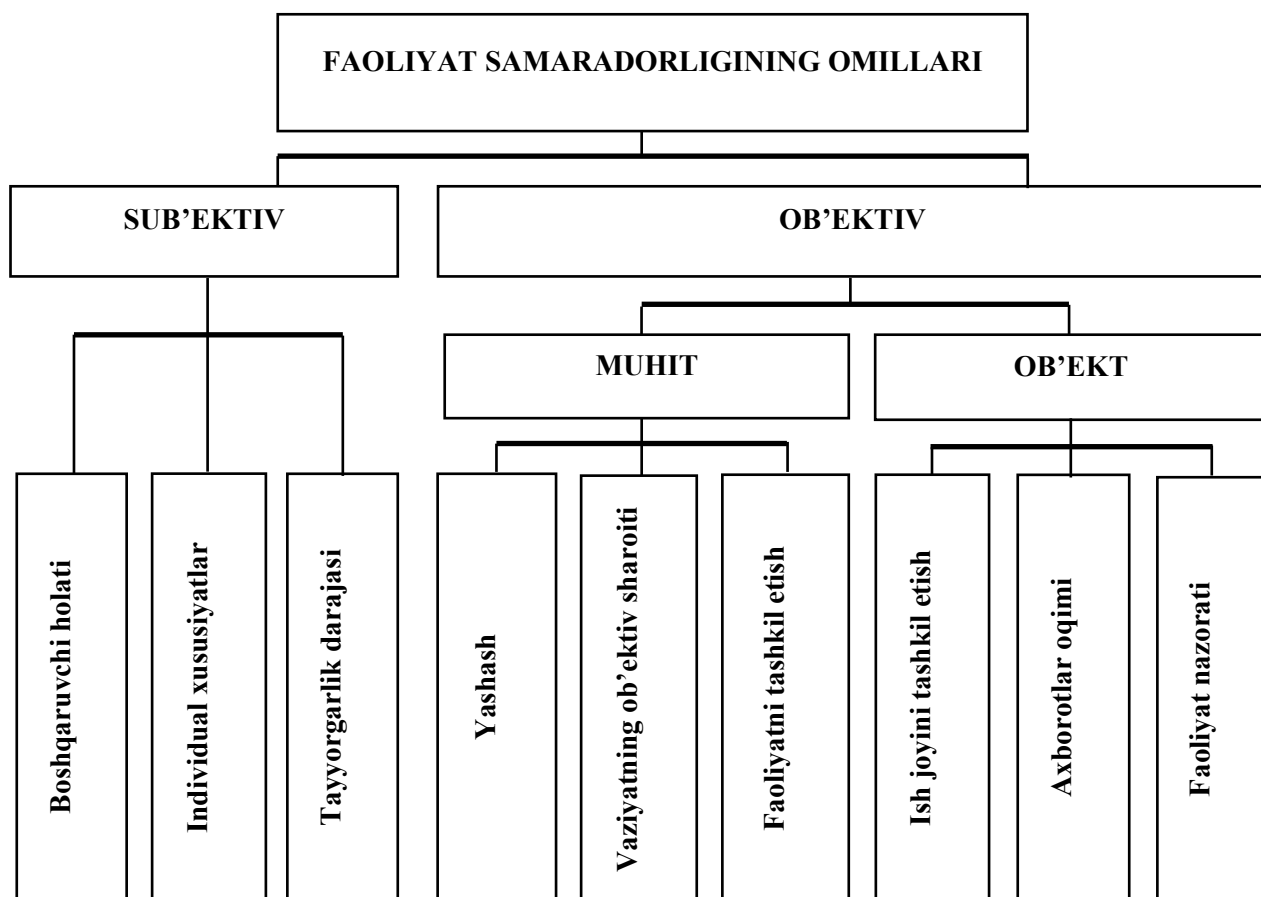 FAOLIYAT SAMARADORLIGINING OMILLARI
SUB’EKTIV
OB’EKTIV
MUHIT
OB’EKT
Boshqaruvchi holati
Individual xususiyatlar
Tayyorgarlik darajasi
Yashash
Vaziyatning ob’ektiv sharoiti
Faoliyatni tashkil etish
Ish joyini tashkil etish
Axborotlar oqimi
Faoliyat nazorati